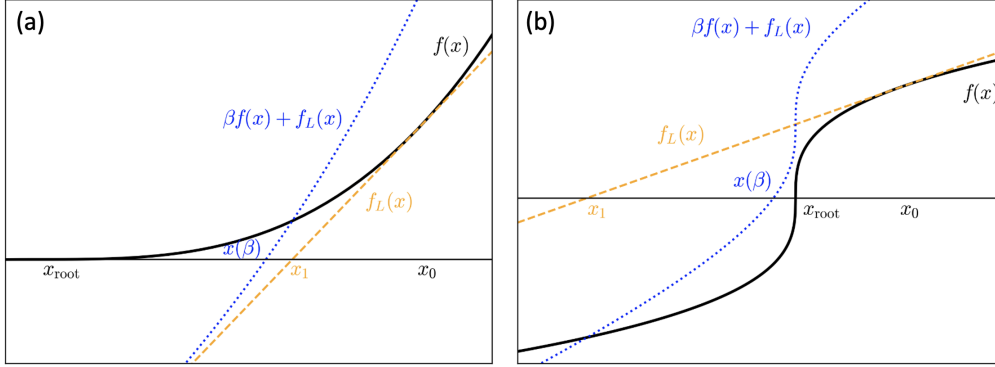 (a)
f(x)
βf(x) + f_L(x)
f_L(x)
x(β)
x_root
x_1
x_0
(b)
βf(x) + f_L(x)
f(x)
f_L(x)
x(β)
x_1
x_root
x_0